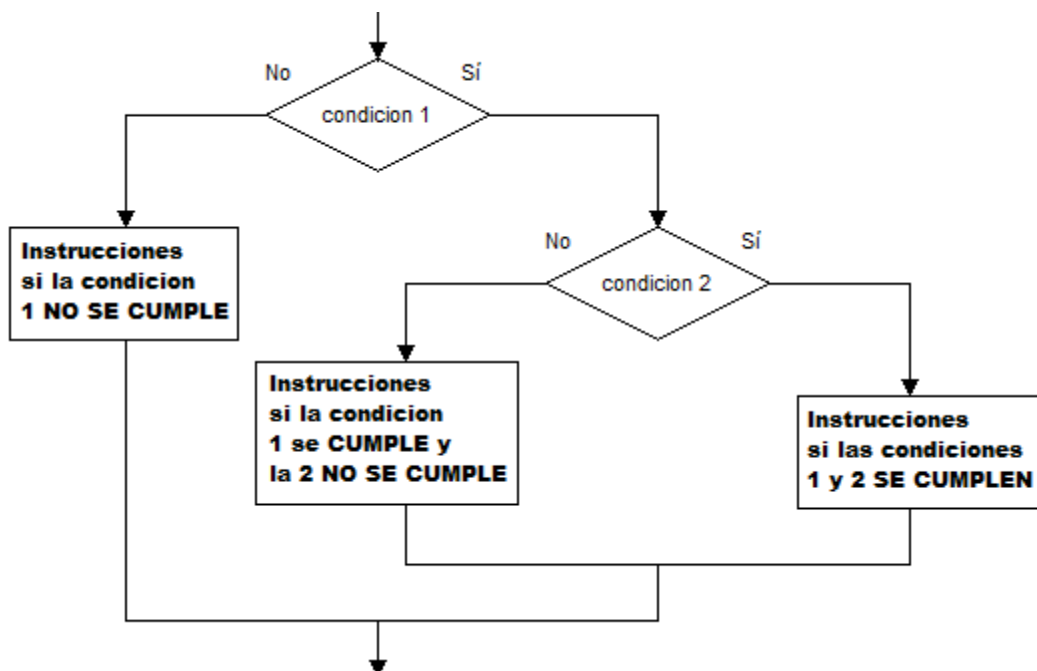 No
Sí
condicion 1
Instrucciones
si la condicion
1 NO SE CUMPLE
No
Sí
condicion 2
Instrucciones
si la condicion
1 se CUMPLE y
la 2 NO SE CUMPLE
Instrucciones
si las condiciones
1 y 2 SE CUMPLEN